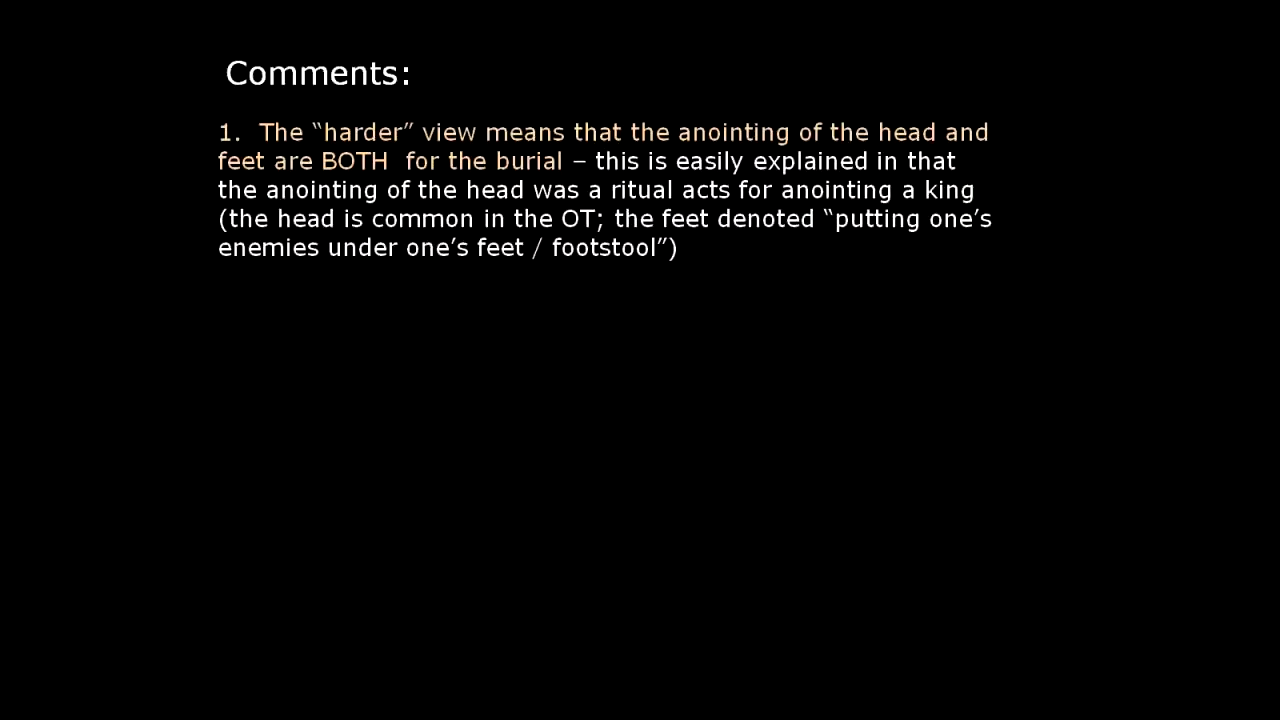 Comments:
1. The “harder” view means that the anointing of the head and
feet are BOTH for the burial – this is easily explained in that
the anointing of the head was a ritual acts for anointing a king
(the head is common in the OT; the feet denoted “putting one’s
enemies under one’s feet / footstool”)